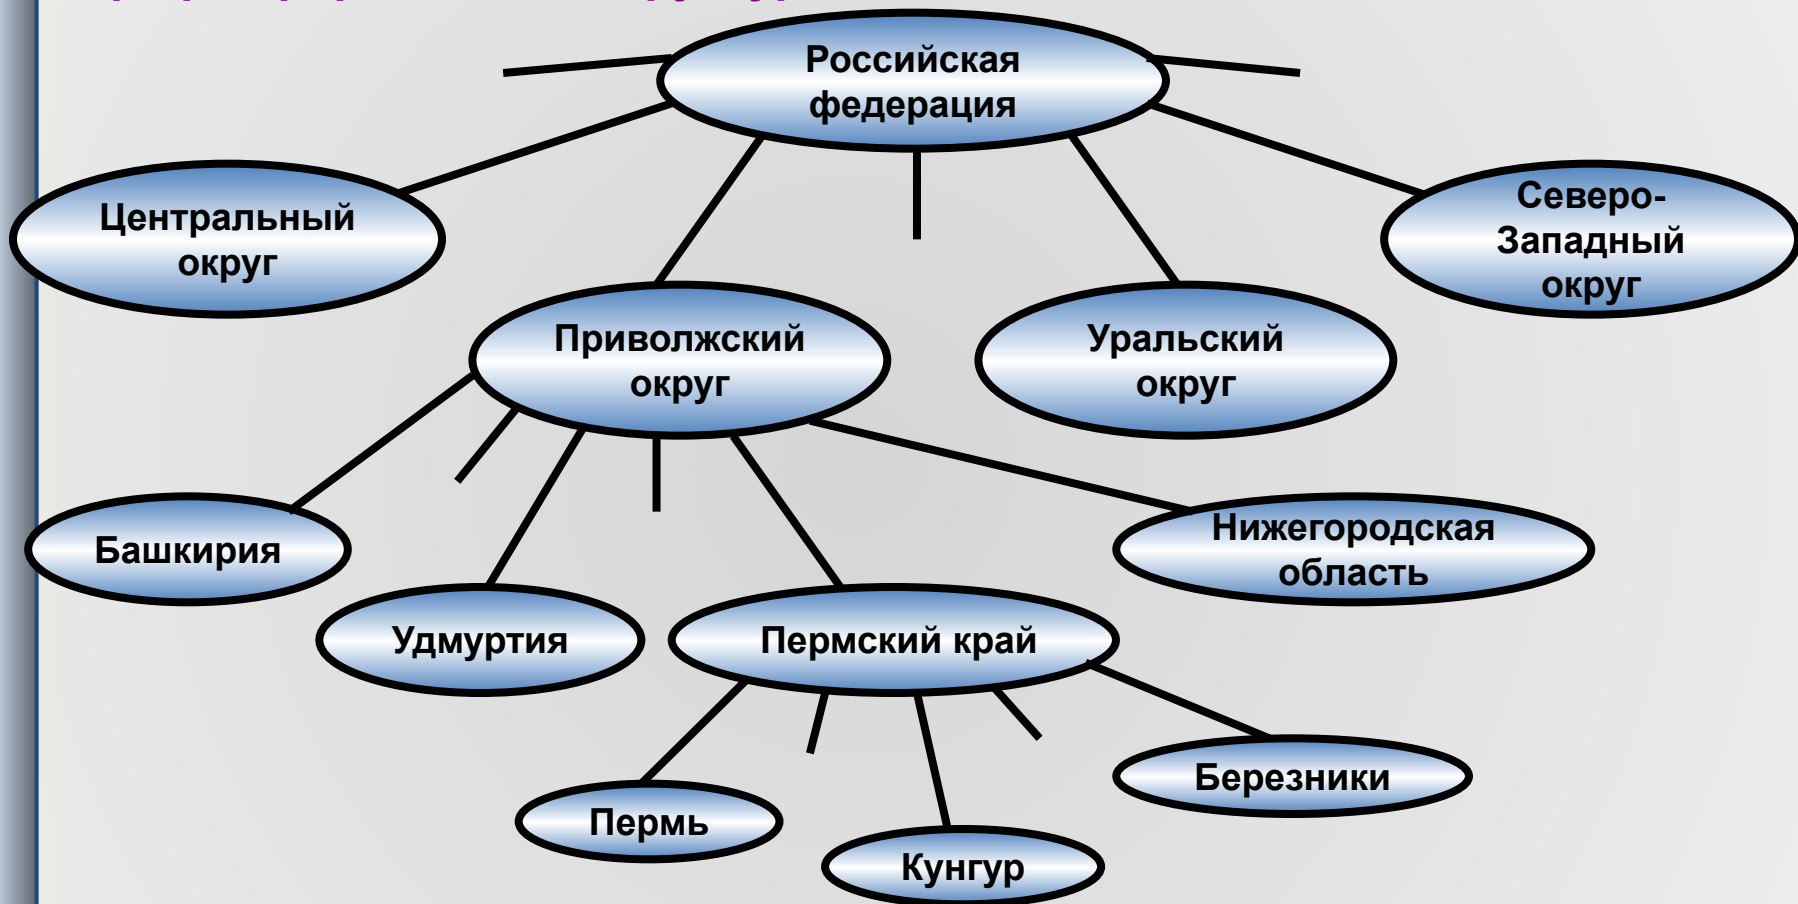 Российская
федерация
Центральный
округ
Северо-
Западный
округ
Приволжский
округ
Уральский
округ
Башкирия
Нижегородская
область
Удмуртия
Пермский край
Березники
Пермь
Кунгур